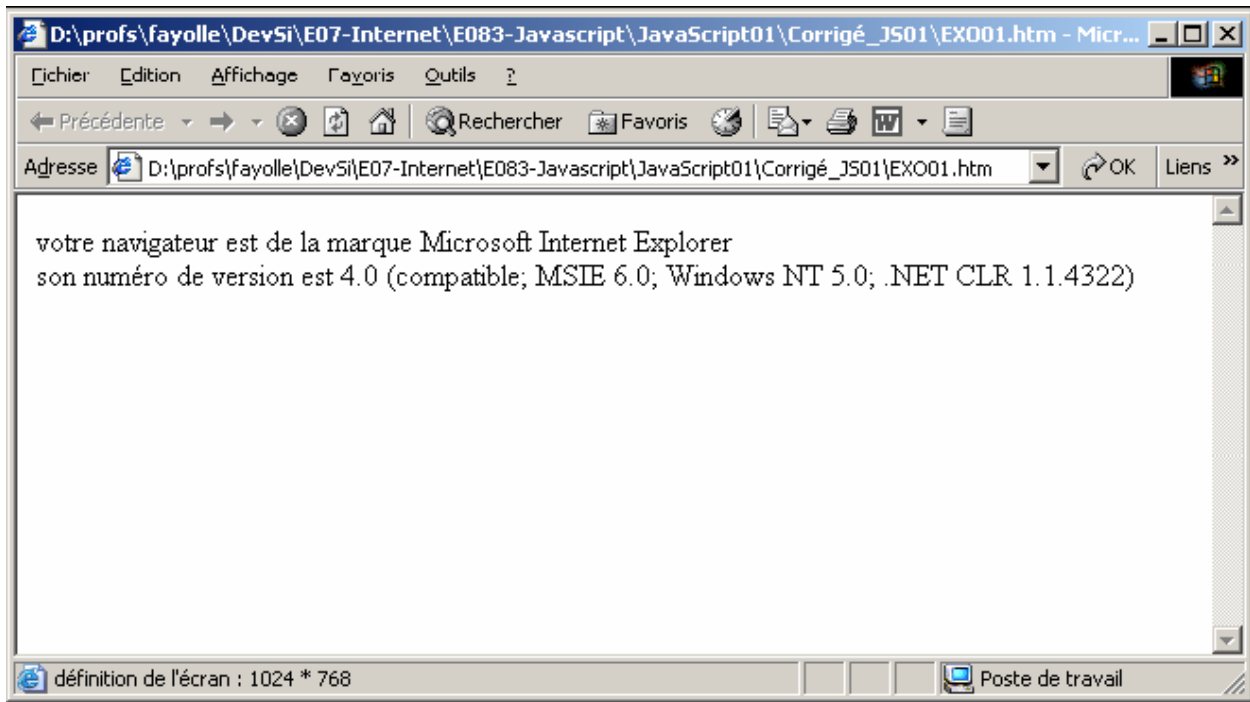 D:\profs\fayolle\DevSi\E07-Internet\E083-Javascript\JavaScript01\Corrigé_JS01\EXO01.htm - Micr...
Fichier Edition Affichage Favoris Outils ?
Précédente Rechercher Favoris
Adresse D:\profs\fayolle\DevSi\E07-Internet\E083-Javascript\JavaScript01\Corrigé_JS01\EXO01.htm OK Liens »
votre navigateur est de la marque Microsoft Internet Explorer
son numéro de version est 4.0 (compatible; MSIE 6.0; Windows NT 5.0; .NET CLR 1.1.4322)
définition de l'écran : 1024 * 768 Poste de travail